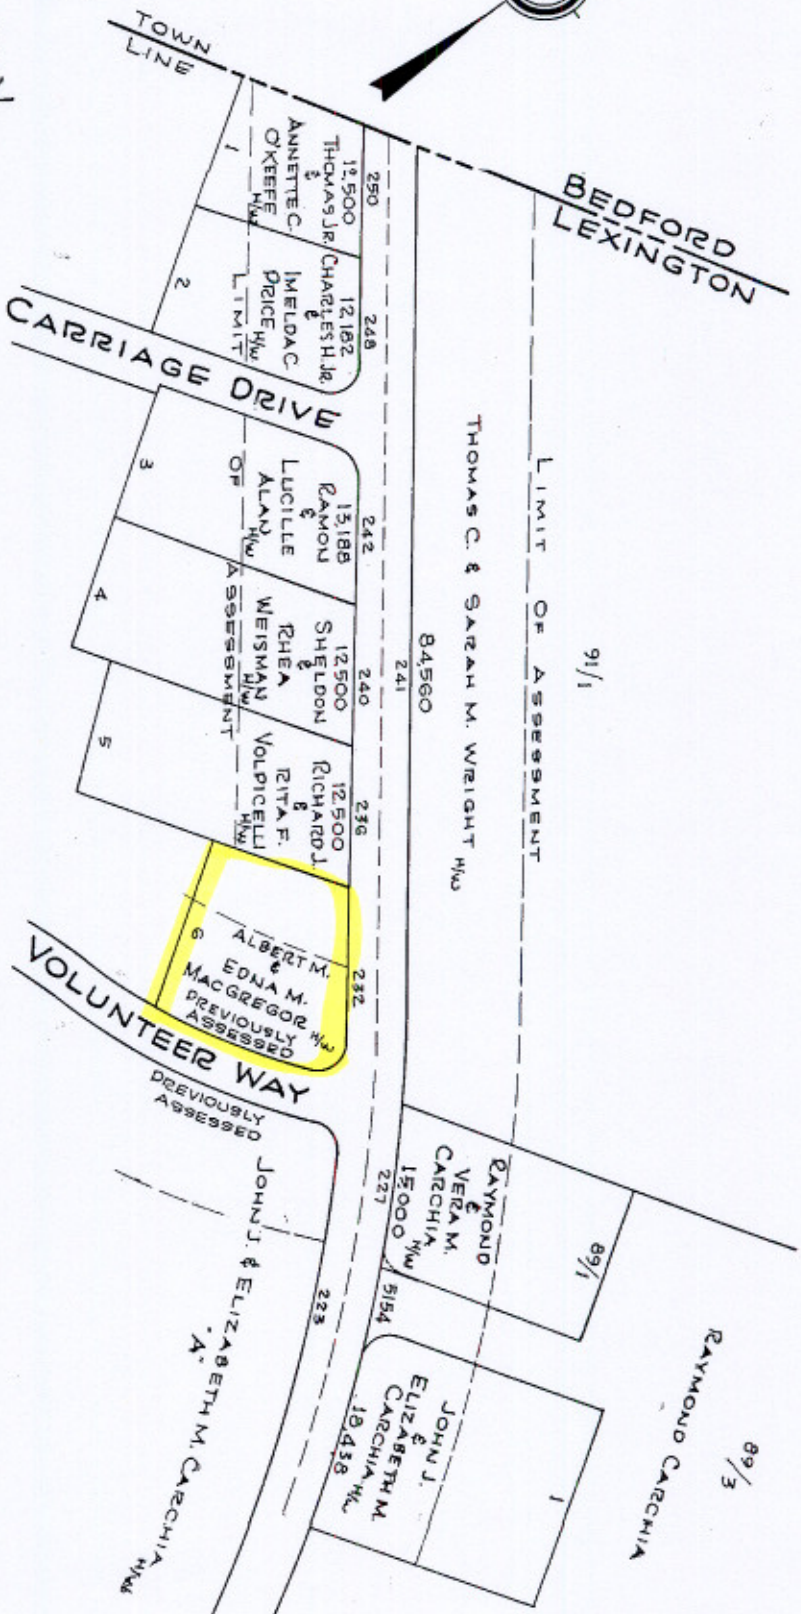 TOWN
LINE
BEDFORD
LEXINGTON
250
12,500
THOMAS JR.
&
ANNETTE C.
O'KEEFE H/W
1
248
12,182
CHARLES H. JR.
&
IMELDA C.
PRICE H/W
LIMIT
2
CARRIAGE DRIVE
242
13,188
RAMON
&
LUCILLE
ALAN H/W
OF
3
240
12,500
SHELDON
&
RHEA
WEISMAN H/W
ASSESSMENT
4
236
12,500
RICHARD J.
&
RITA F.
VOLPICELLI H/W
5
232
ALBERT M.
&
EDNA M.
MACGREGOR H/W
PREVIOUSLY
ASSESSED
6
VOLUNTEER WAY
PREVIOUSLY
ASSESSED
JOHN J. & ELIZABETH M. CARCHIA H/W
"A"
223
91/1
LIMIT OF ASSESSMENT
THOMAS C. & SARAH M. WRIGHT H/W
84,560
241
RAYMOND
&
VERA M.
CARCHIA H/W
15,000
227
89/1
5154
JOHN J.
&
ELIZABETH M.
CARCHIA H/W
18,438
1
89/3
RAYMOND CARCHIA